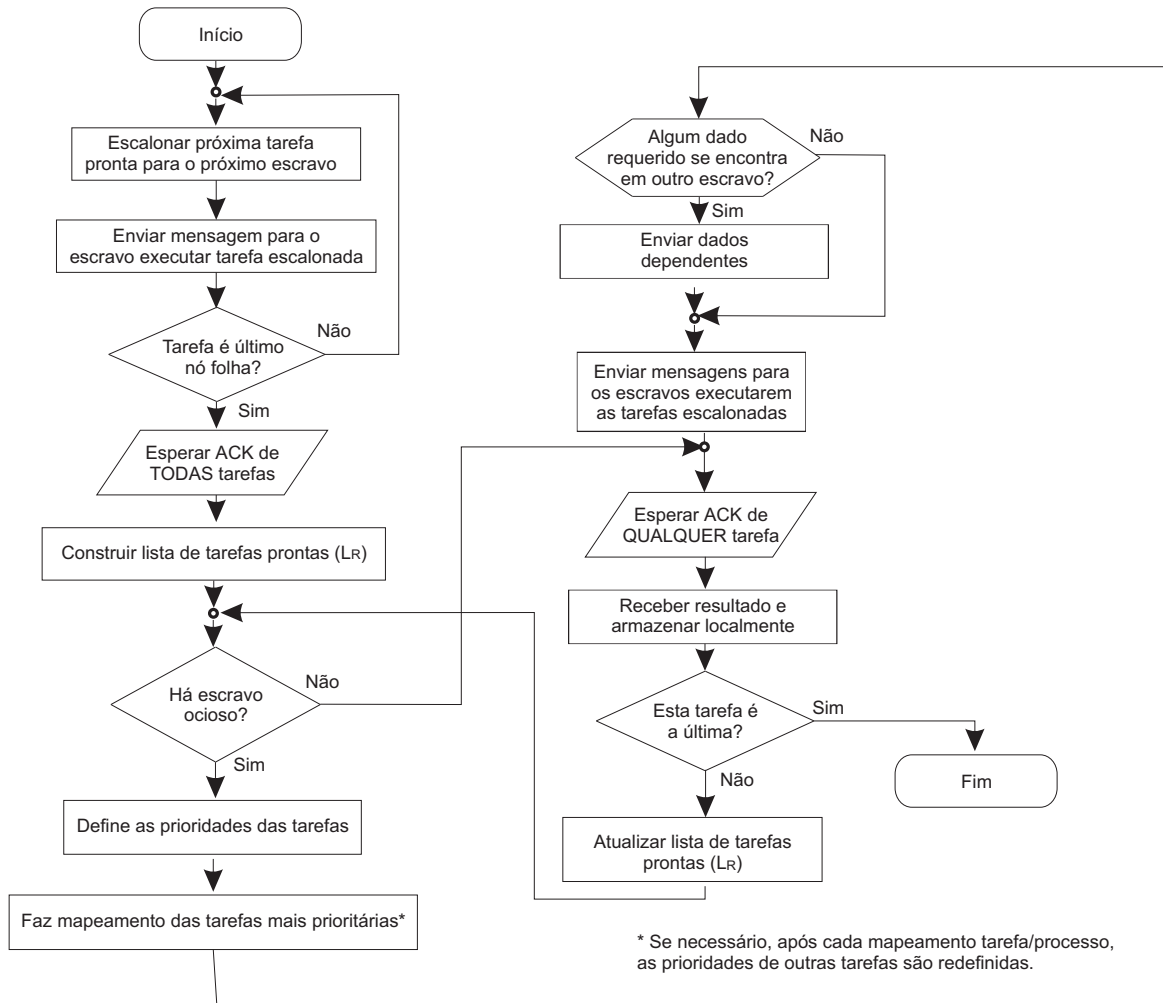 Início
Escalonar próxima tarefa
pronta para o próximo escravo
Enviar mensagem para o
escravo executar tarefa escalonada
Tarefa é último
nó folha?
Não
Sim
Esperar ACK de
TODAS tarefas
Construir lista de tarefas prontas (LR)
Há escravo
ocioso?
Não
Sim
Define as prioridades das tarefas
Faz mapeamento das tarefas mais prioritárias*
Algum dado
requerido se encontra
em outro escravo?
Não
Sim
Enviar dados
dependentes
Enviar mensagens para
os escravos executarem
as tarefas escalonadas
Esperar ACK de
QUALQUER tarefa
Receber resultado e
armazenar localmente
Esta tarefa é
a última?
Sim
Não
Fim
Atualizar lista de tarefas
prontas (LR)
* Se necessário, após cada mapeamento tarefa/processo,
as prioridades de outras tarefas são redefinidas.